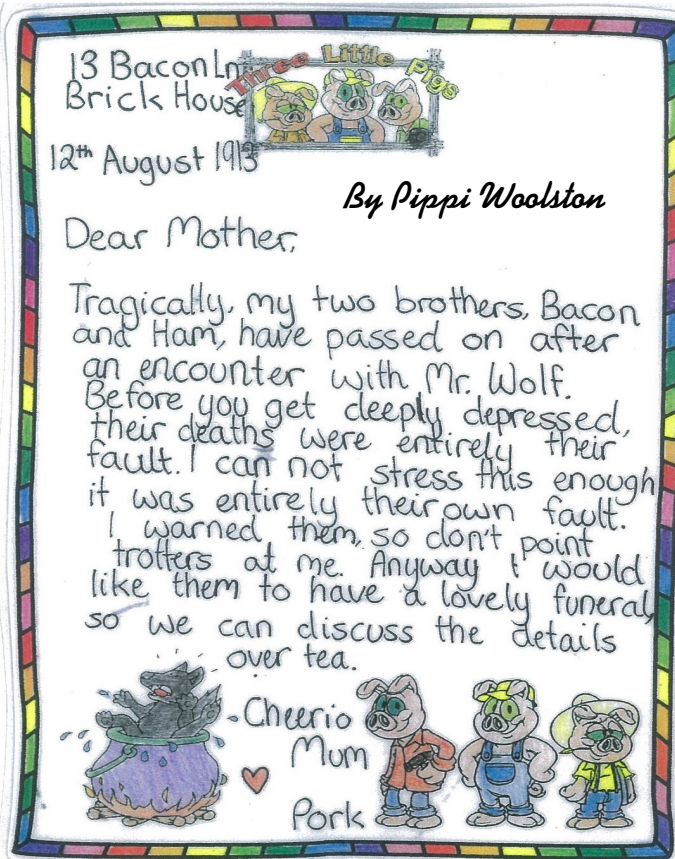 13 Bacon Ln
Three Little Pigs
Brick House
12th August 1913
By Pippi Woolston
Dear Mother,
Tragically, my two brothers, Bacon
and Ham, have passed on after
an encounter with Mr. Wolf.
Before you get deeply depressed,
their deaths were entirely their
fault. I can not stress this enough
it was entirely their own fault.
I warned them, so don't point
trotters at me. Anyway I would
like them to have a lovely funeral,
so we can discuss the details
over tea.
Cheerio
Mum
Pork